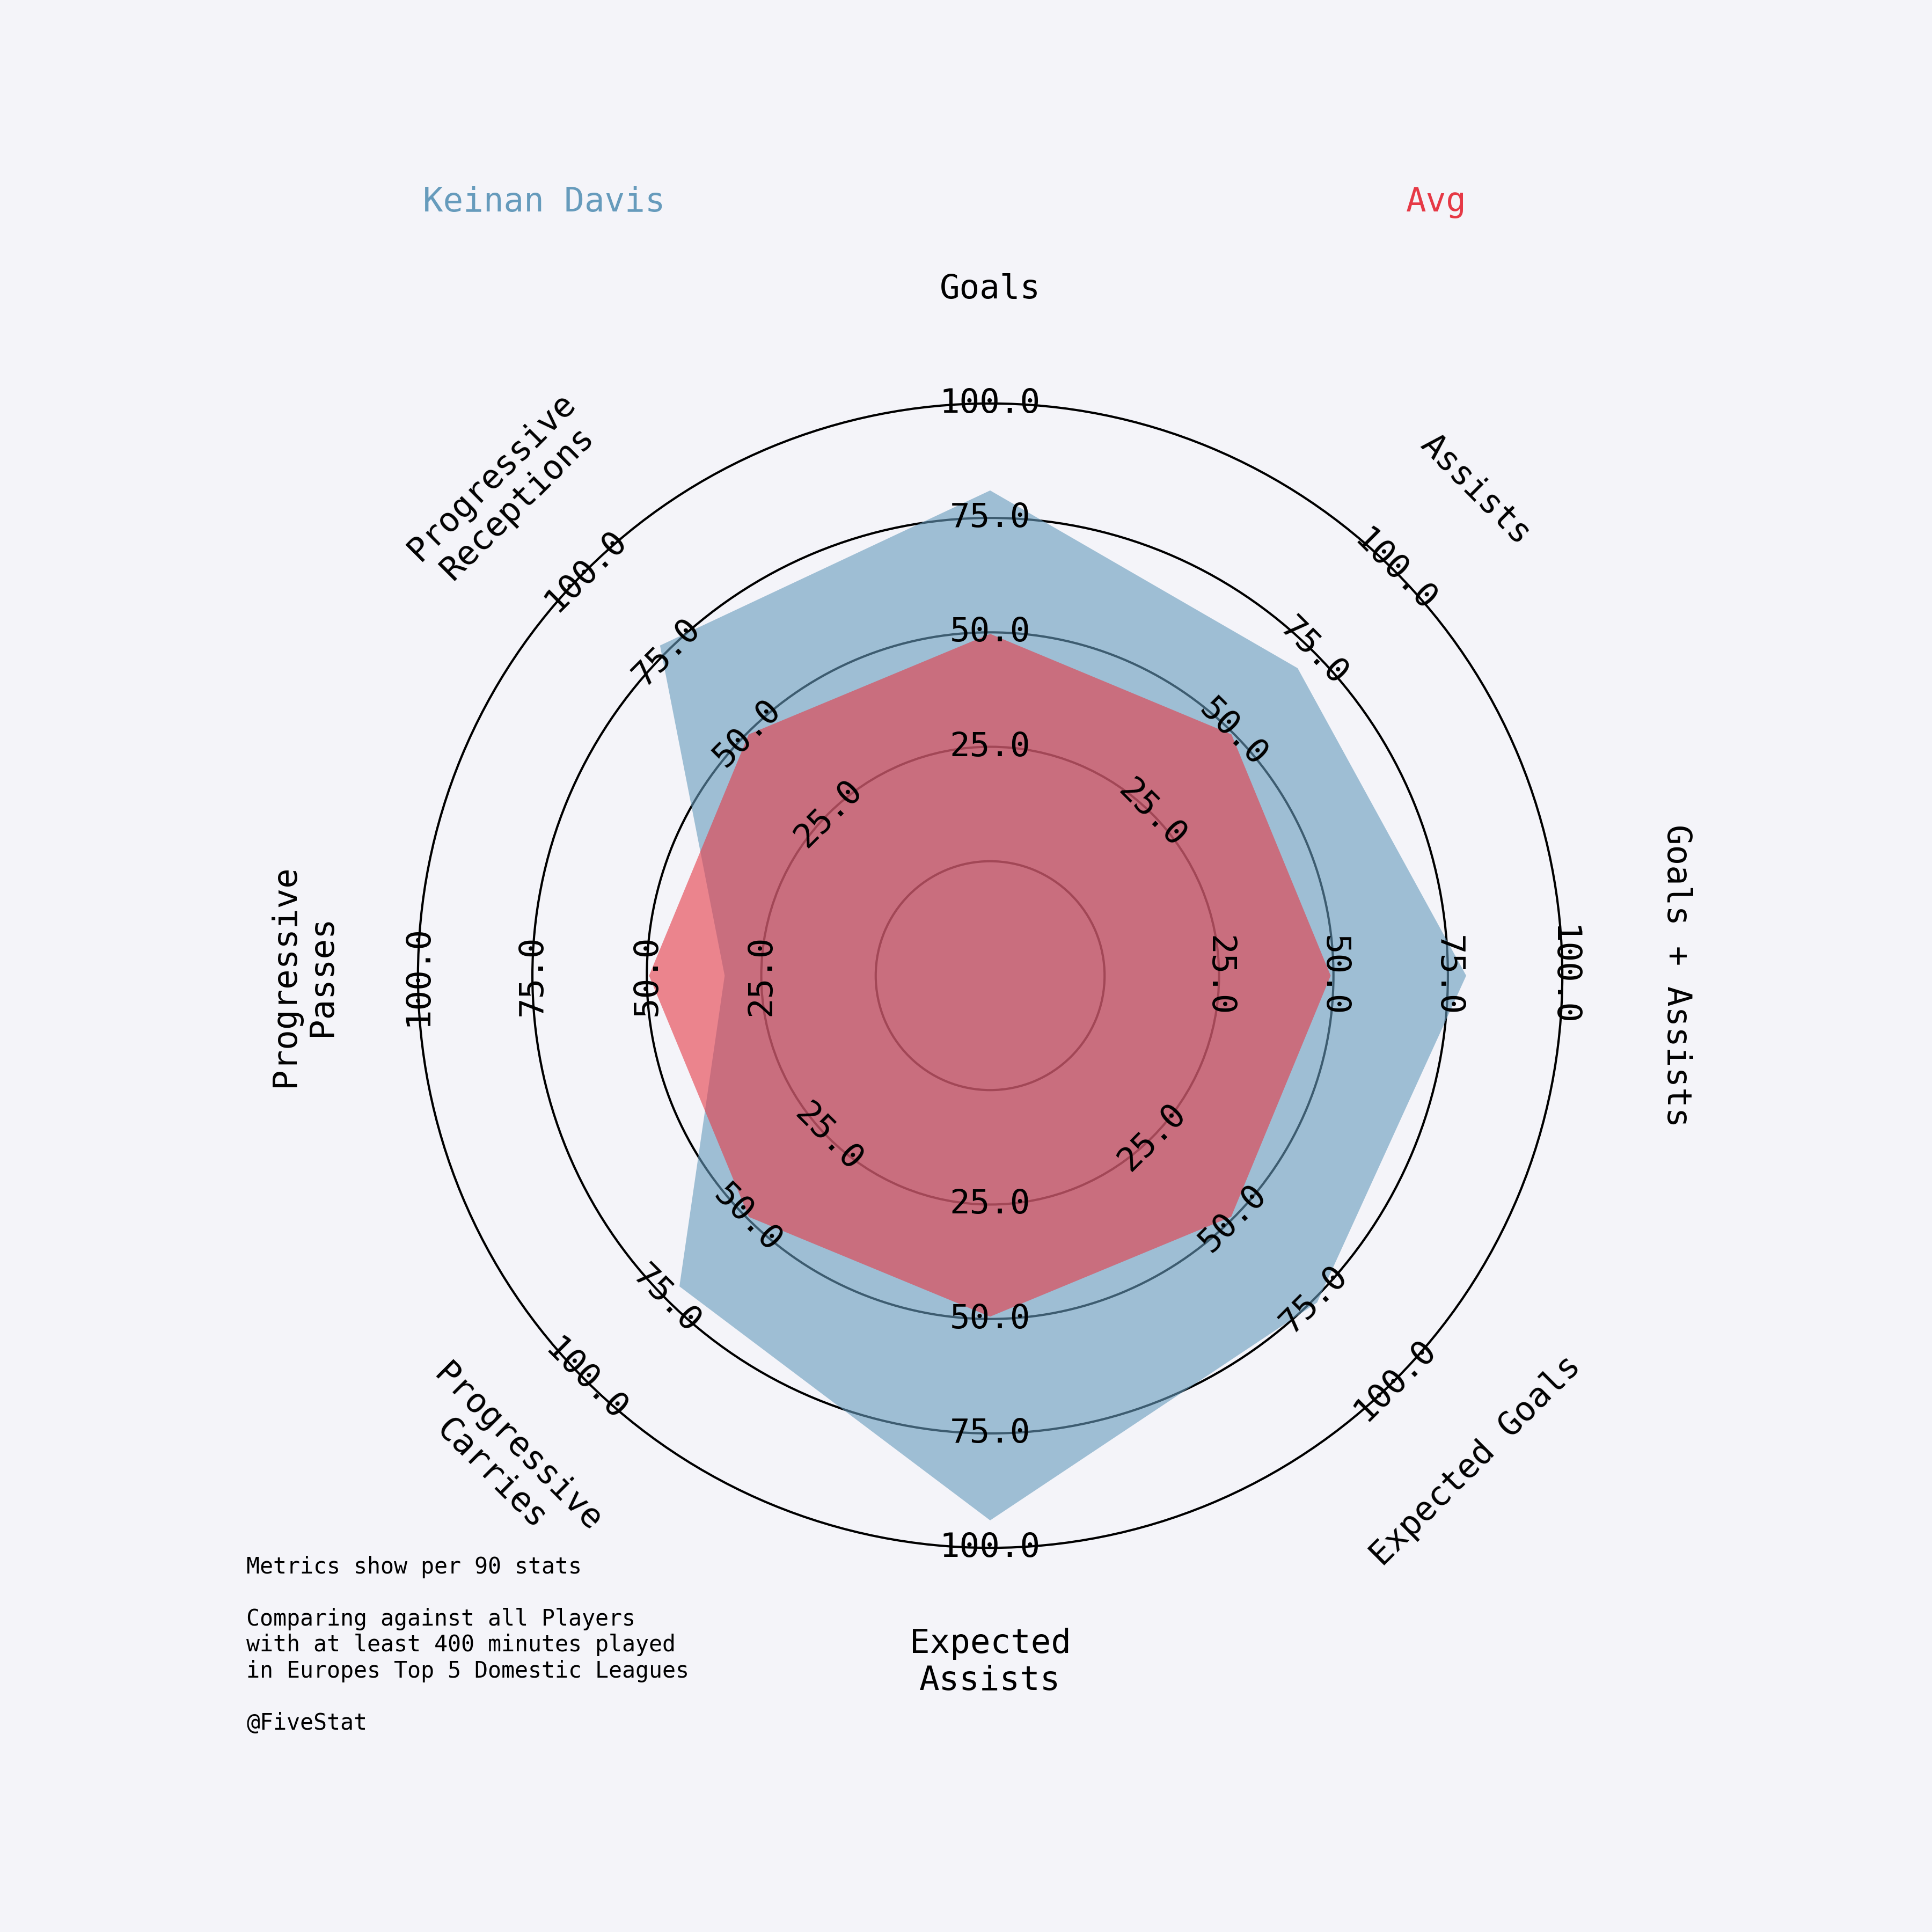 Keinan Davis
Avg
Goals
Assists
Goals + Assists
Expected Goals
Expected
Assists
Progressive
Carries
Progressive
Passes
Progressive
Receptions
25.0
50.0
75.0
100.0
25.0
50.0
75.0
100.0
25.0
50.0
75.0
100.0
25.0
50.0
75.0
100.0
25.0
50.0
75.0
100.0
25.0
50.0
75.0
100.0
25.0
50.0
75.0
100.0
25.0
50.0
75.0
100.0
Metrics show per 90 stats
Comparing against all Players
with at least 400 minutes played
in Europes Top 5 Domestic Leagues
@FiveStat